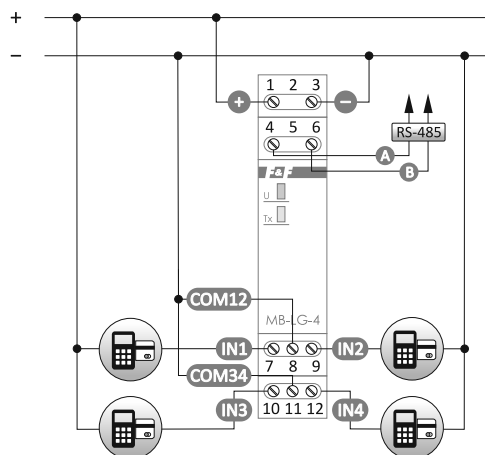 +
−
1 2 3
+ −
4 5 6
RS-485
A
B
F&F
U
Tx
COM12
MB-LG-4
IN1 IN2
7 8 9
COM34
IN3 IN4
10 11 12